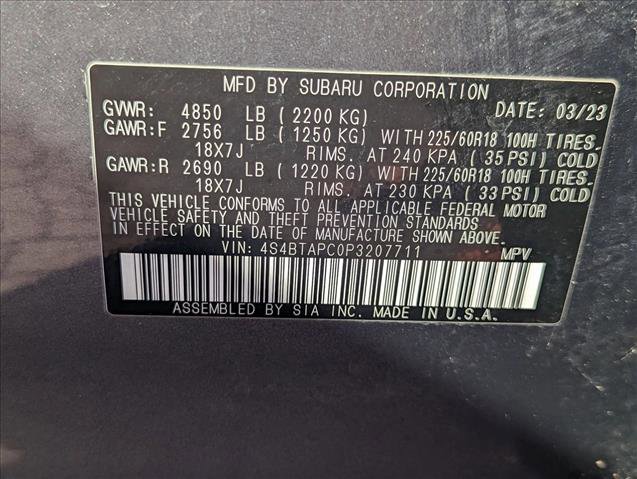 MFD BY SUBARU CORPORATION
GVWR: 4850 LB (2200 KG) DATE: 03/23
GAWR:F 2756 LB (1250 KG) WITH 225/60R18 100H TIRES.
18X7J RIMS. AT 240 KPA (35 PSI) COLD
GAWR:R 2690 LB (1220 KG) WITH 225/60R18 100H TIRES.
18X7J RIMS. AT 230 KPA (33 PSI) COLD
THIS VEHICLE CONFORMS TO ALL APPLICABLE FEDERAL MOTOR
VEHICLE SAFETY AND THEFT PREVENTION STANDARDS
IN EFFECT ON THE DATE OF MANUFACTURE SHOWN ABOVE.
VIN: 4S4BTAPC0P3207711 MPV
ASSEMBLED BY SIA INC. MADE IN U.S.A.